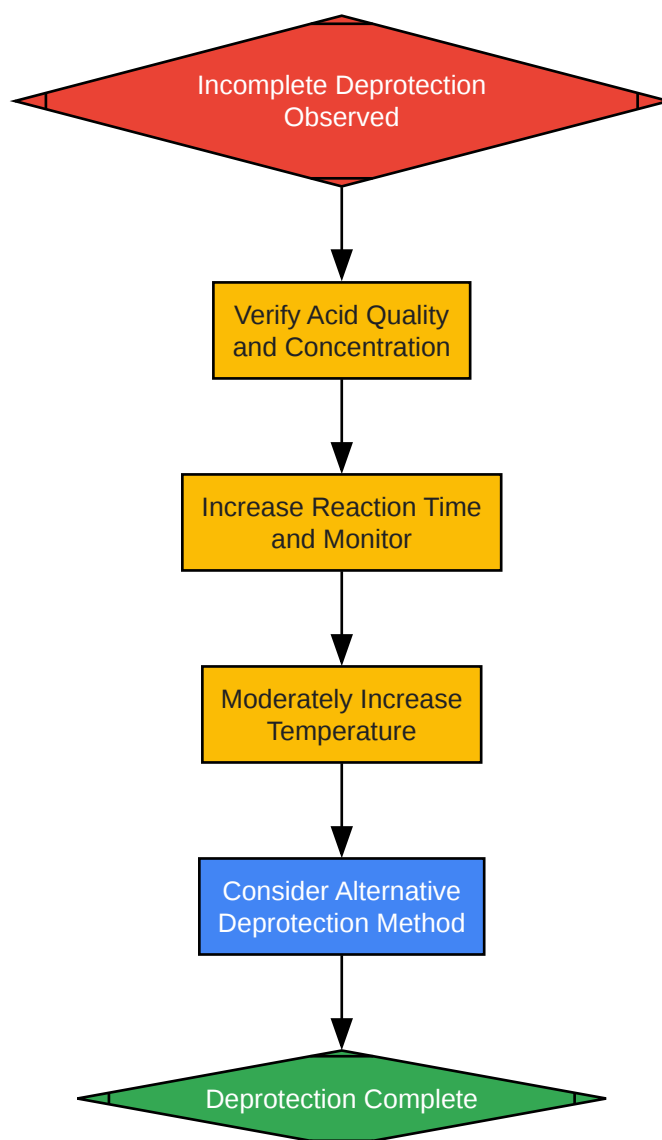 Incomplete Deprotection
Observed
Verify Acid Quality
and Concentration
Increase Reaction Time
and Monitor
Moderately Increase
Temperature
Consider Alternative
Deprotection Method
Deprotection Complete